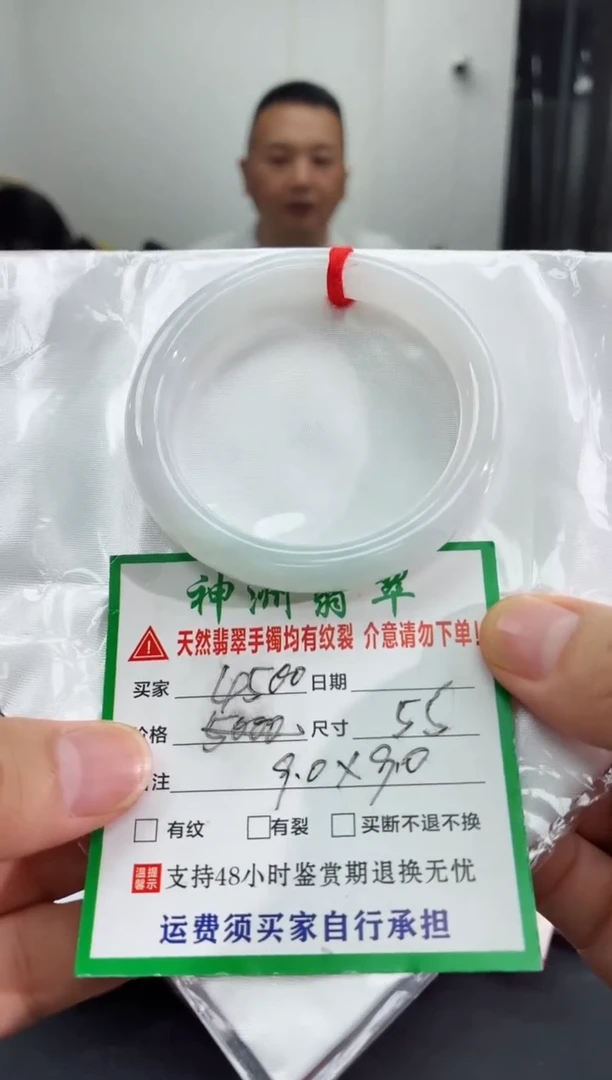 神洲翡翠
天然翡翠手镯均有纹裂 介意请勿下单!
买家 4500 日期
价格 5000 尺寸 55
注 9.0×9.0
有纹 有裂 买断不退不换
温馨提示 支持48小时鉴赏期退换无忧
运费须买家自行承担